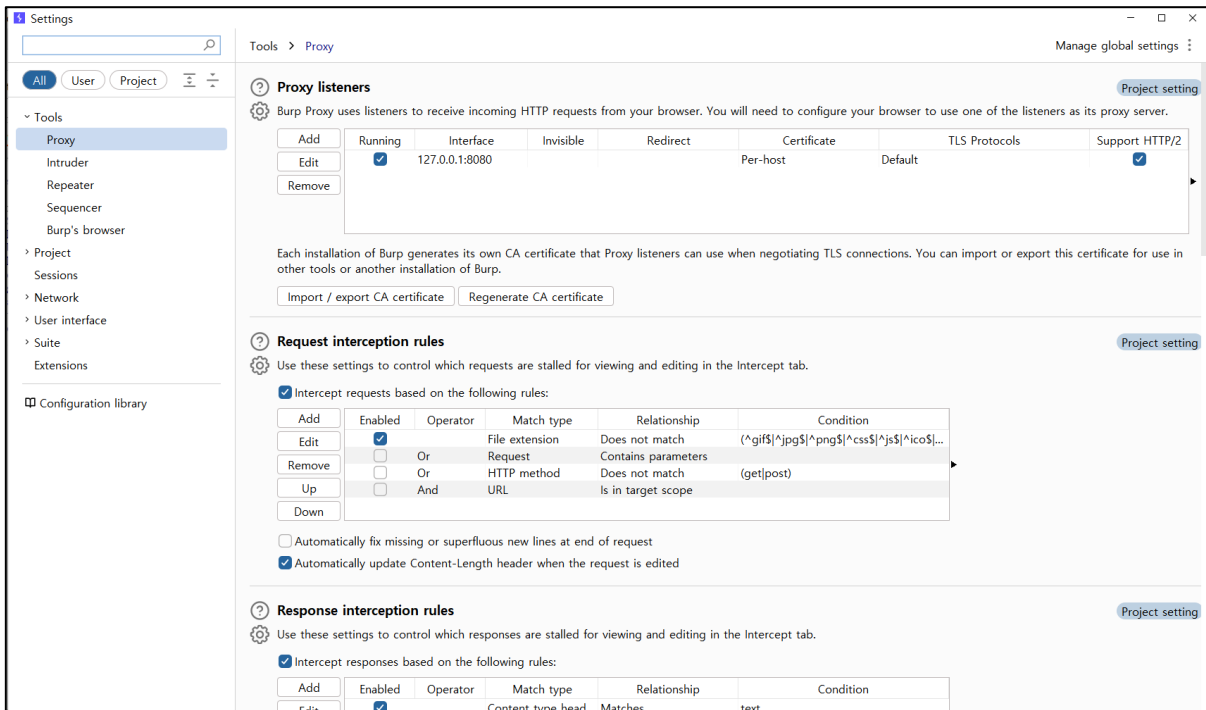 Settings
Tools > Proxy
Manage global settings
All
User
Project
Tools
Proxy
Intruder
Repeater
Sequencer
Burp's browser
Project
Sessions
Network
User interface
Suite
Extensions
Configuration library
Proxy listeners
Project setting
Burp Proxy uses listeners to receive incoming HTTP requests from your browser. You will need to configure your browser to use one of the listeners as its proxy server.
Add
Edit
Remove
Running Interface Invisible Redirect Certificate TLS Protocols Support HTTP/2
127.0.0.1:8080 Per-host Default
Each installation of Burp generates its own CA certificate that Proxy listeners can use when negotiating TLS connections. You can import or export this certificate for use in
other tools or another installation of Burp.
Import / export CA certificate
Regenerate CA certificate
Request interception rules
Project setting
Use these settings to control which requests are stalled for viewing and editing in the Intercept tab.
Intercept requests based on the following rules:
Add
Edit
Remove
Up
Down
Enabled Operator Match type Relationship Condition
File extension Does not match (^gif$|^jpg$|^png$|^css$|^js$|^ico$|...
Or Request Contains parameters
Or HTTP method Does not match (get|post)
And URL Is in target scope
Automatically fix missing or superfluous new lines at end of request
Automatically update Content-Length header when the request is edited
Response interception rules
Project setting
Use these settings to control which responses are stalled for viewing and editing in the Intercept tab.
Intercept responses based on the following rules:
Add
Edit
Enabled Operator Match type Relationship Condition
Content type head Matches text